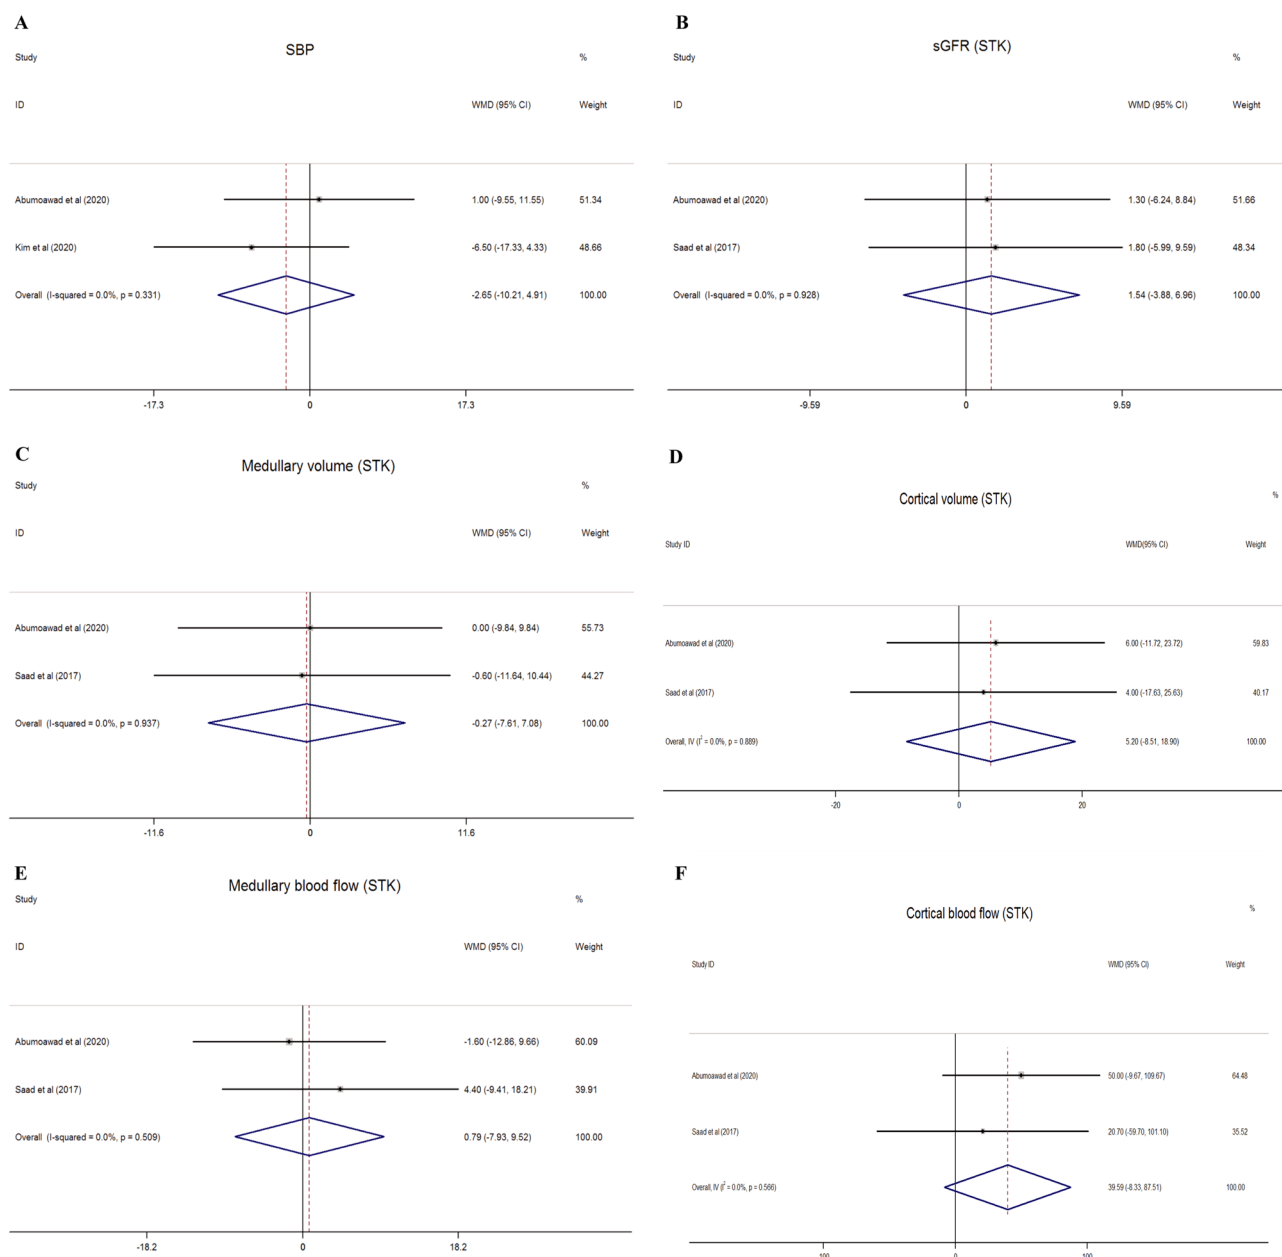 A
SBP
Study %
ID WMD (95% CI) Weight
Abumoawad et al (2020) 1.00 (-9.55, 11.55) 51.34
Kim et al (2020) -6.50 (-17.33, 4.33) 48.66
Overall (I-squared = 0.0%, p = 0.331) -2.65 (-10.21, 4.91) 100.00
-17.3 0 17.3
B
sGFR (STK)
Study %
ID WMD (95% CI) Weight
Abumoawad et al (2020) 1.30 (-6.24, 8.84) 51.66
Saad et al (2017) 1.80 (-5.99, 9.59) 48.34
Overall (I-squared = 0.0%, p = 0.928) 1.54 (-3.88, 6.96) 100.00
-9.59 0 9.59
C
Medullary volume (STK)
Study %
ID WMD (95% CI) Weight
Abumoawad et al (2020) 0.00 (-9.84, 9.84) 55.73
Saad et al (2017) -0.60 (-11.64, 10.44) 44.27
Overall (I-squared = 0.0%, p = 0.937) -0.27 (-7.61, 7.08) 100.00
-11.6 0 11.6
D
Cortical volume (STK) %
Study ID WMD(95% CI) Weight
Abumoawad et al (2020) 6.00 (-11.72, 23.72) 59.83
Saad et al (2017) 4.00 (-17.63, 25.63) 40.17
Overall, IV (I² = 0.0%, p = 0.889) 5.20 (-8.51, 18.90) 100.00
-20 0 20
E
Medullary blood flow (STK)
Study %
ID WMD (95% CI) Weight
Abumoawad et al (2020) -1.60 (-12.86, 9.66) 60.09
Saad et al (2017) 4.40 (-9.41, 18.21) 39.91
Overall (I-squared = 0.0%, p = 0.509) 0.79 (-7.93, 9.52) 100.00
-18.2 0 18.2
F
Cortical blood flow (STK) %
Study ID WMD (95% CI) Weight
Abumoawad et al (2020) 50.00 (-9.67, 109.67) 64.48
Saad et al (2017) 20.70 (-59.70, 101.10) 35.52
Overall, IV (I² = 0.0%, p = 0.566) 39.59 (-8.33, 87.51) 100.00
-100 0 100